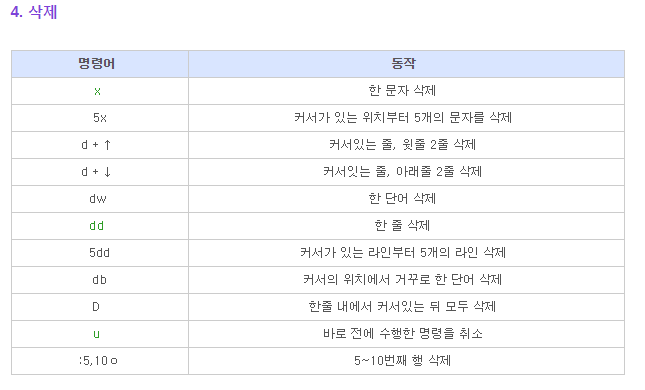 4. 삭제
명령어 동작
x 한 문자 삭제
5x 커서가 있는 위치부터 5개의 문자를 삭제
d + ↑ 커서있는 줄, 윗줄 2줄 삭제
d + ↓ 커서잇는 줄, 아래줄 2줄 삭제
dw 한 단어 삭제
dd 한 줄 삭제
5dd 커서가 있는 라인부터 5개의 라인 삭제
db 커서의 위치에서 거꾸로 한 단어 삭제
D 한줄 내에서 커서있는 뒤 모두 삭제
u 바로 전에 수행한 명령을 취소
:5,10ㅇ 5~10번째 행 삭제